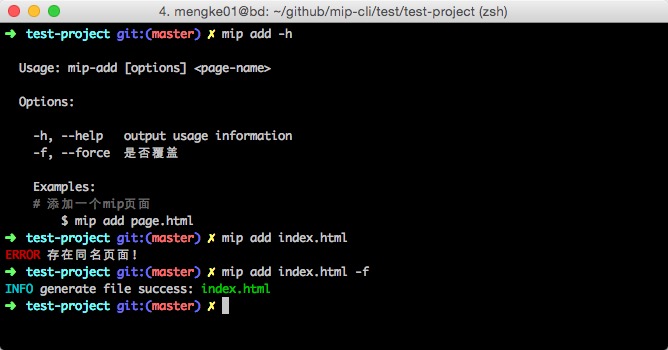 4. mengke01@bd: ~/github/mip-cli/test/test-project (zsh)
➜ test-project git:(master) ✗ mip add -h
Usage: mip-add [options] <page-name>
Options:
-h, --help output usage information
-f, --force 是否覆盖
Examples:
# 添加一个mip页面
$ mip add page.html
➜ test-project git:(master) ✗ mip add index.html
ERROR 存在同名页面!
➜ test-project git:(master) ✗ mip add index.html -f
INFO generate file success: index.html
➜ test-project git:(master) ✗